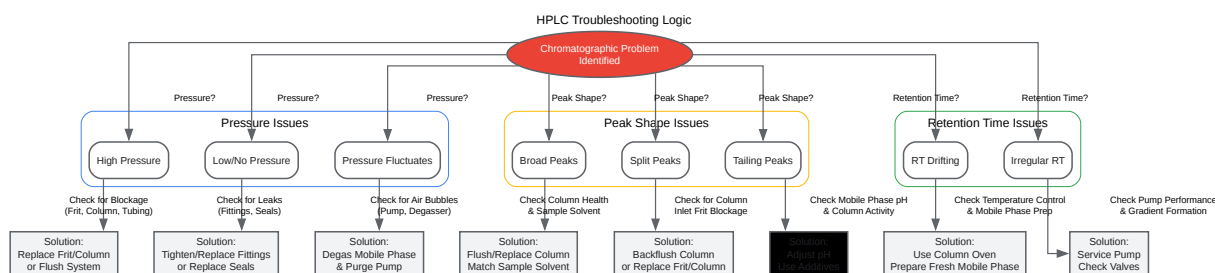 HPLC Troubleshooting Logic
Chromatographic Problem
Identified
Pressure?
Pressure?
Pressure?
Peak Shape?
Peak Shape?
Peak Shape?
Retention Time?
Retention Time?
Pressure Issues
Peak Shape Issues
Retention Time Issues
High Pressure
Low/No Pressure
Pressure Fluctuates
Broad Peaks
Split Peaks
Tailing Peaks
RT Drifting
Irregular RT
Check for Blockage
(Frit, Column, Tubing)
Check for Leaks
(Fittings, Seals)
Check for Air Bubbles
(Pump, Degasser)
Check Column Health
& Sample Solvent
Check for Column
Inlet Frit Blockage
Check Mobile Phase pH
& Column Activity
Check Temperature Control
& Mobile Phase Prep
Check Pump Performance
& Gradient Formation
Solution:
Replace Frit/Column
or Flush System
Solution:
Tighten/Replace Fittings
or Replace Seals
Solution:
Degas Mobile Phase
& Purge Pump
Solution:
Flush/Replace Column
Match Sample Solvent
Solution:
Backflush Column
or Replace Frit/Column
Solution:
Adjust pH
Use Additives
Solution:
Use Column Oven
Prepare Fresh Mobile Phase
Solution:
Service Pump
Check Valves